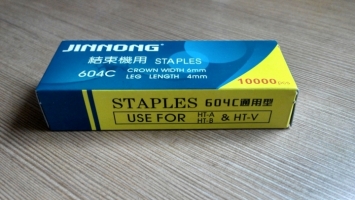 JINNONG®
結束機用 STAPLES
604C CROWN WIDTH 6mm
LEG LENGTH 4mm
10000pcs
STAPLES 604C通用型
USE FOR HT-A HT-B & HT-V